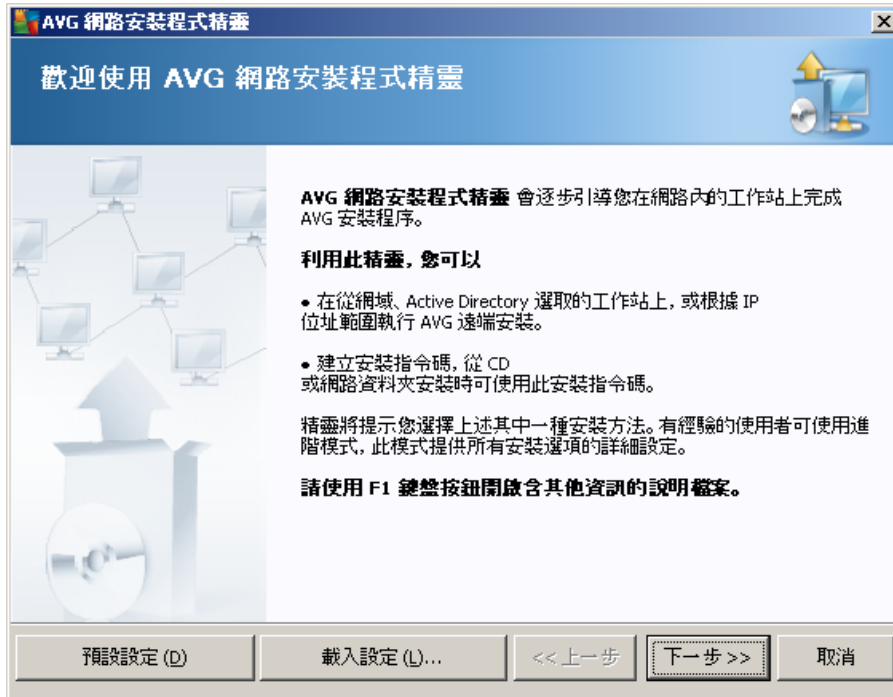 AVG 網路安裝程式精靈
歡迎使用 AVG 網路安裝程式精靈
AVG 網路安裝程式精靈 會逐步引導您在網路內的工作站上完成
AVG 安裝程序。
利用此精靈，您可以
• 在從網域、Active Directory 選取的工作站上，或根據 IP
位址範圍執行 AVG 遠端安裝。
• 建立安裝指令碼，從 CD
或網路資料夾安裝時可使用此安裝指令碼。
精靈將提示您選擇上述其中一種安裝方法。有經驗的使用者可使用進
階模式，此模式提供所有安裝選項的詳細設定。
請使用 F1 鍵盤按鈕開啟含其他資訊的說明檔案。
預設設定 (D)
載入設定 (L)...
<< 上一步
下一步 >>
取消